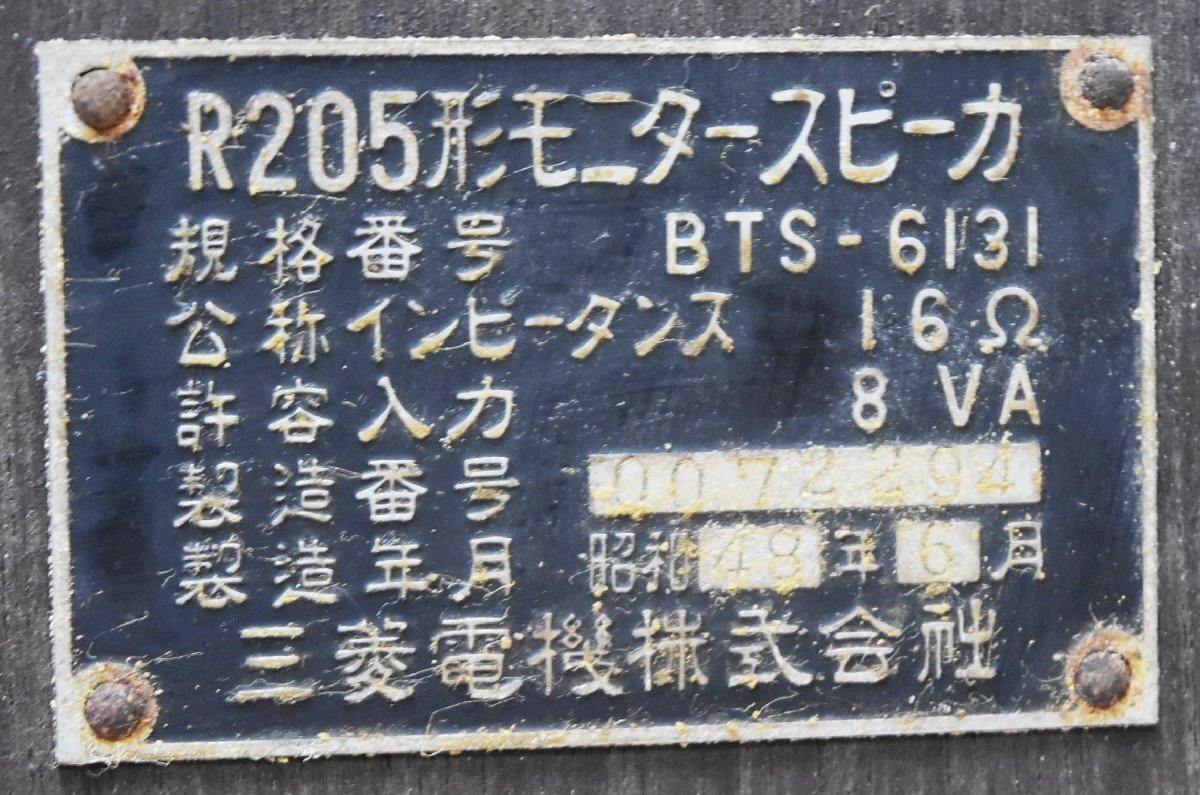 R205形モニタースピーカ
規格番号 BTS-6131
公称インピーダンス 16Ω
許容入力 8VA
製造番号 0072294
製造年月 昭和48年6月
三菱電機株式会社